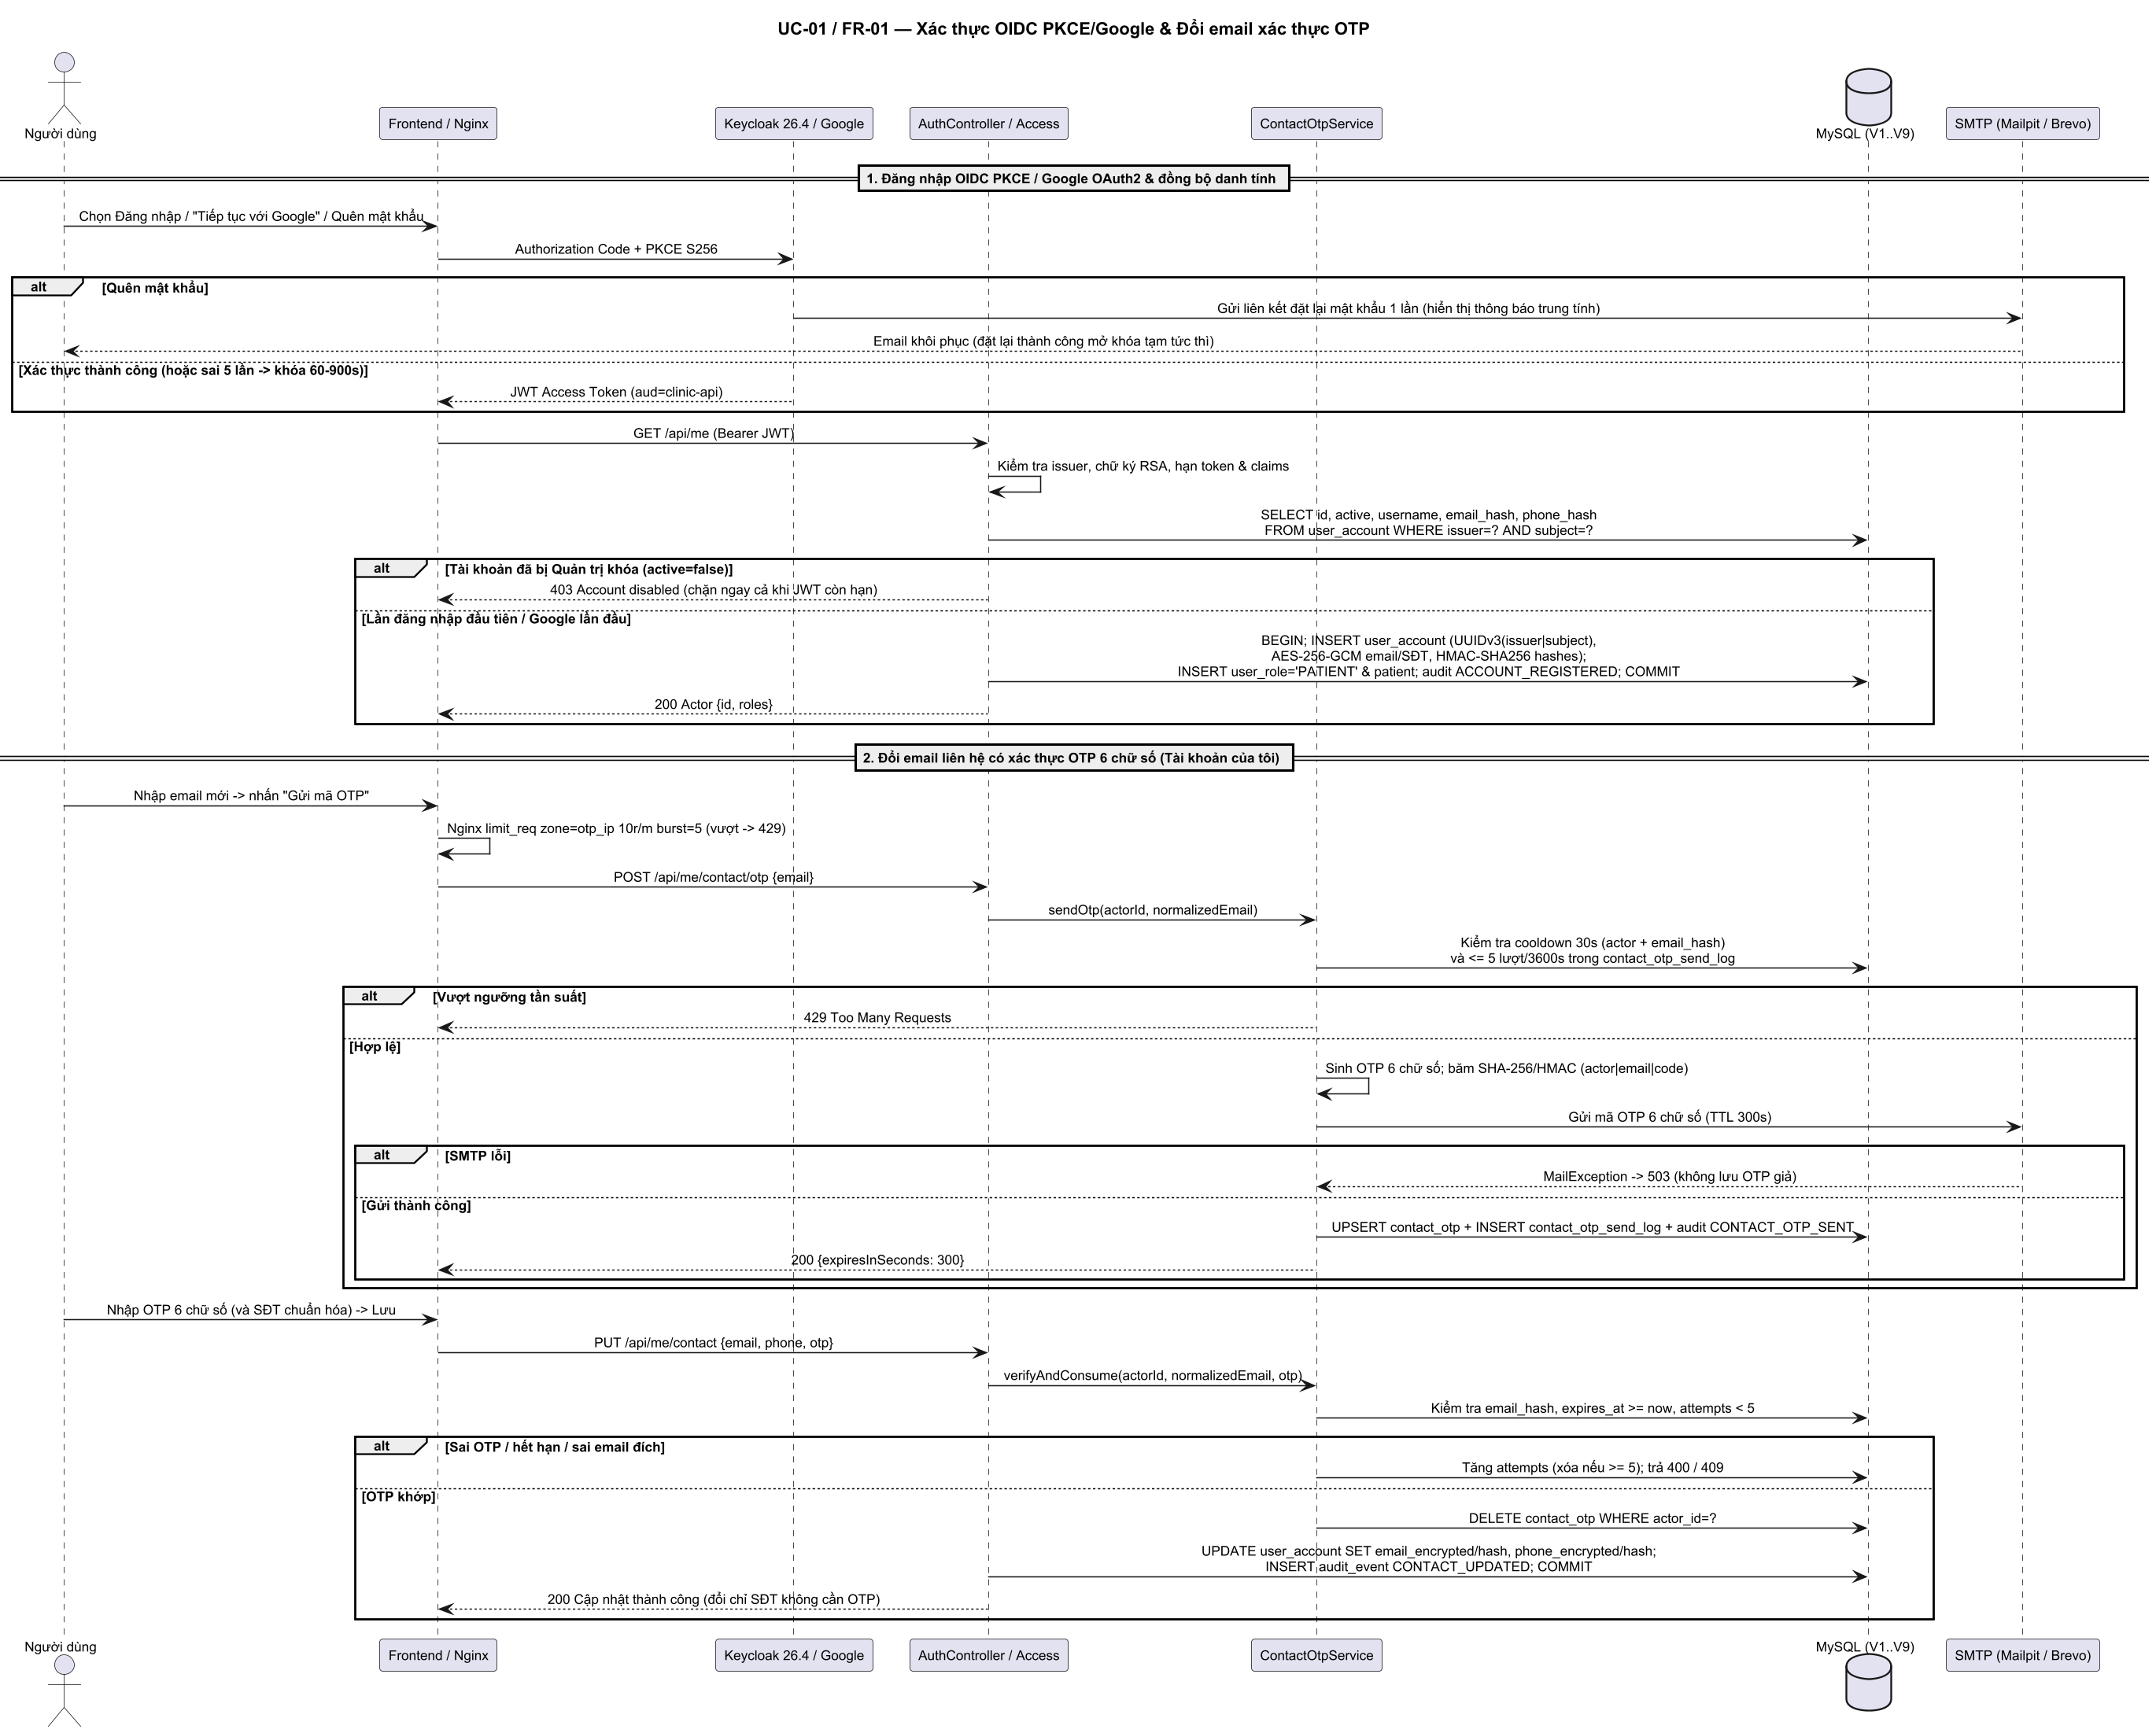 UC-01 / FR-01 — Xác thực OIDC PKCE/Google & Đổi email xác thực OTP
Người dùng
Frontend / Nginx
Keycloak 26.4 / Google
AuthController / Access
ContactOtpService
MySQL (V1..V9)
SMTP (Mailpit / Brevo)
1. Đăng nhập OIDC PKCE / Google OAuth2 & đồng bộ danh tính
Chọn Đăng nhập / "Tiếp tục với Google" / Quên mật khẩu
Authorization Code + PKCE S256
alt
[Quên mật khẩu]
Gửi liên kết đặt lại mật khẩu 1 lần (hiển thị thông báo trung tính)
Email khôi phục (đặt lại thành công mở khóa tạm tức thì)
[Xác thực thành công (hoặc sai 5 lần -> khóa 60-900s)]
JWT Access Token (aud=clinic-api)
GET /api/me (Bearer JWT)
Kiểm tra issuer, chữ ký RSA, hạn token & claims
SELECT id, active, username, email_hash, phone_hash
FROM user_account WHERE issuer=? AND subject=?
alt
[Tài khoản đã bị Quản trị khóa (active=false)]
403 Account disabled (chặn ngay cả khi JWT còn hạn)
[Lần đăng nhập đầu tiên / Google lần đầu]
BEGIN; INSERT user_account (UUIDv3(issuer|subject),
AES-256-GCM email/SĐT, HMAC-SHA256 hashes);
INSERT user_role='PATIENT' & patient; audit ACCOUNT_REGISTERED; COMMIT
200 Actor {id, roles}
2. Đổi email liên hệ có xác thực OTP 6 chữ số (Tài khoản của tôi)
Nhập email mới -> nhấn "Gửi mã OTP"
Nginx limit_req zone=otp_ip 10r/m burst=5 (vượt -> 429)
POST /api/me/contact/otp {email}
sendOtp(actorId, normalizedEmail)
Kiểm tra cooldown 30s (actor + email_hash)
và <= 5 lượt/3600s trong contact_otp_send_log
alt
[Vượt ngưỡng tần suất]
429 Too Many Requests
[Hợp lệ]
Sinh OTP 6 chữ số; băm SHA-256/HMAC (actor|email|code)
Gửi mã OTP 6 chữ số (TTL 300s)
alt
[SMTP lỗi]
MailException -> 503 (không lưu OTP giả)
[Gửi thành công]
UPSERT contact_otp + INSERT contact_otp_send_log + audit CONTACT_OTP_SENT
200 {expiresInSeconds: 300}
Nhập OTP 6 chữ số (và SĐT chuẩn hóa) -> Lưu
PUT /api/me/contact {email, phone, otp}
verifyAndConsume(actorId, normalizedEmail, otp)
Kiểm tra email_hash, expires_at >= now, attempts < 5
alt
[Sai OTP / hết hạn / sai email đích]
Tăng attempts (xóa nếu >= 5); trả 400 / 409
[OTP khớp]
DELETE contact_otp WHERE actor_id=?
UPDATE user_account SET email_encrypted/hash, phone_encrypted/hash;
INSERT audit_event CONTACT_UPDATED; COMMIT
200 Cập nhật thành công (đổi chỉ SĐT không cần OTP)
Người dùng
Frontend / Nginx
Keycloak 26.4 / Google
AuthController / Access
ContactOtpService
MySQL (V1..V9)
SMTP (Mailpit / Brevo)